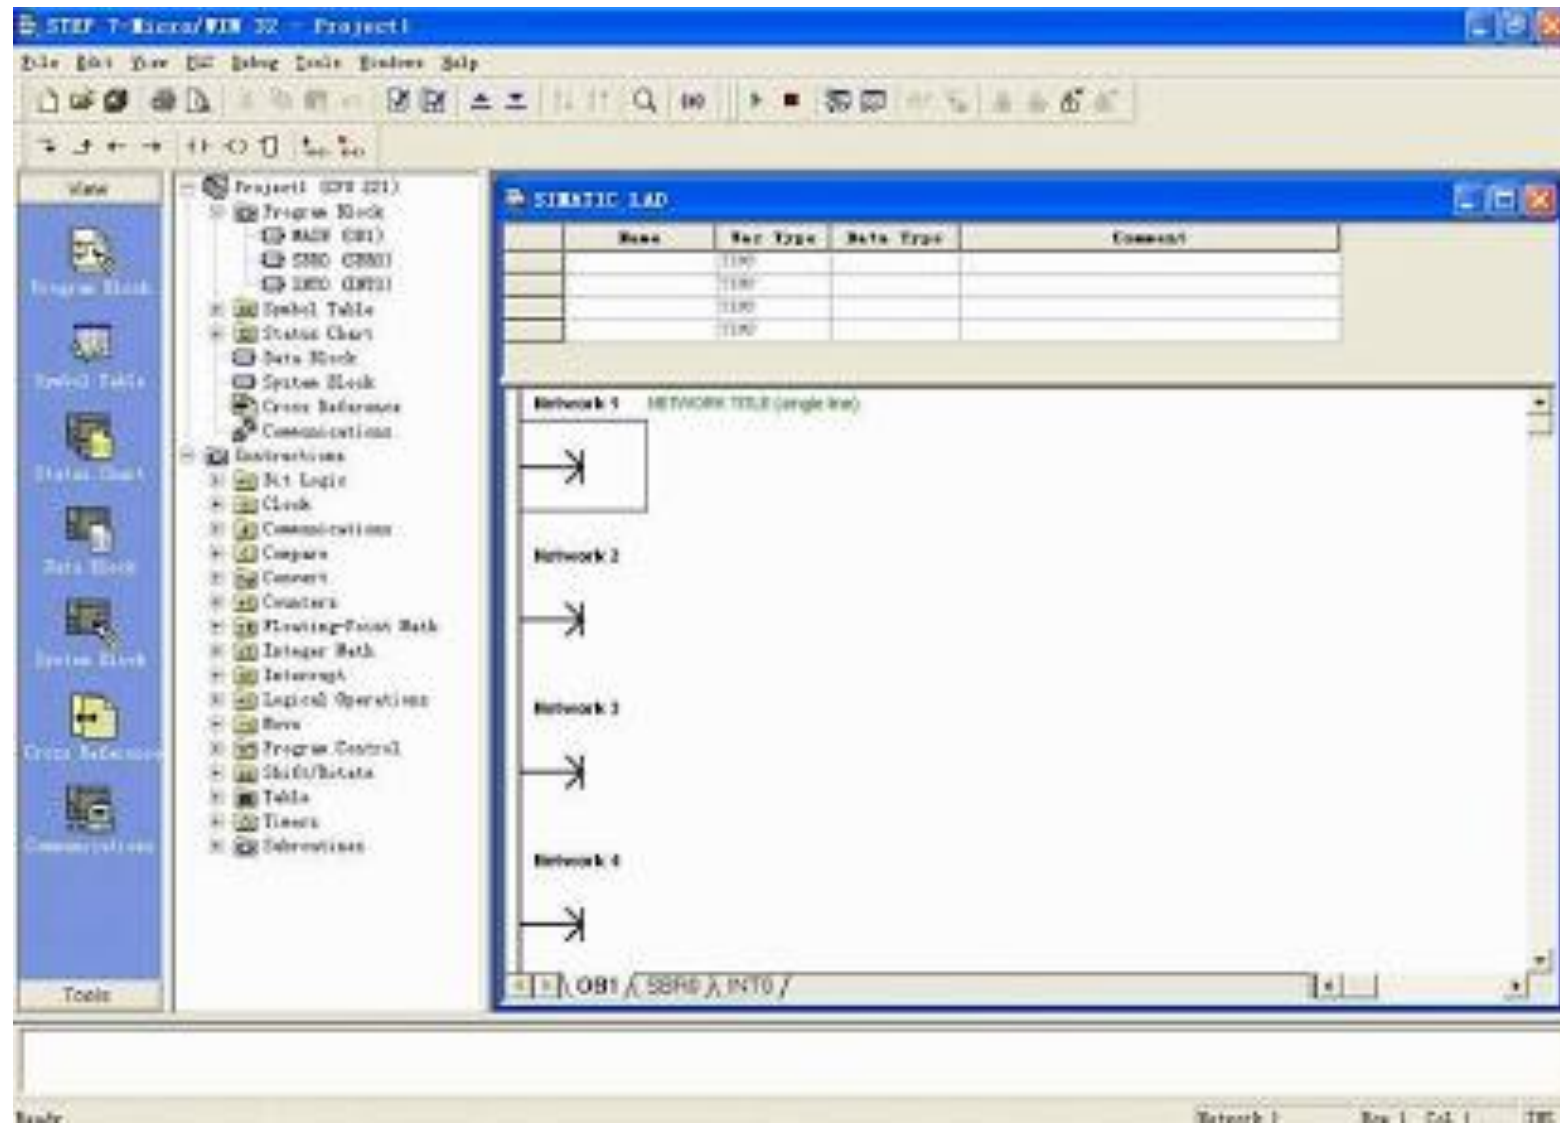 STEP 7-Micro/WIN 32 - Project1
File Edit View PLC Debug Tools Windows Help
View
Program Block
Symbol Table
Status Chart
Data Block
System Block
Cross Reference
Communications
Tools
Project1 (CPU 221)
Program Block
MAIN (OB1)
SBR0 (SBR0)
INT0 (INT0)
Symbol Table
Status Chart
Data Block
System Block
Cross Reference
Communications
Instructions
Bit Logic
Clock
Communications
Compare
Convert
Counters
Floating-Point Math
Integer Math
Interrupt
Logical Operations
Move
Program Control
Shift/Rotate
Table
Timers
Subroutines
SIMATIC LAD
Name Var Type Data Type Comment
TEMP
TEMP
TEMP
TEMP
Network 1 NETWORK TITLE (single line)
Network 2
Network 3
Network 4
OB1 SBR0 INT0
Ready
Network 1 Row 1 Col 1 INS